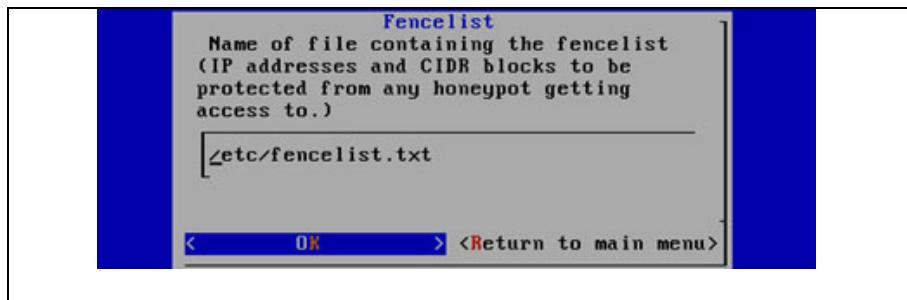 Fencelist
Name of file containing the fencelist
(IP addresses and CIDR blocks to be
protected from any honeypot getting
access to.)
/etc/fencelist.txt
< OK > <Return to main menu>